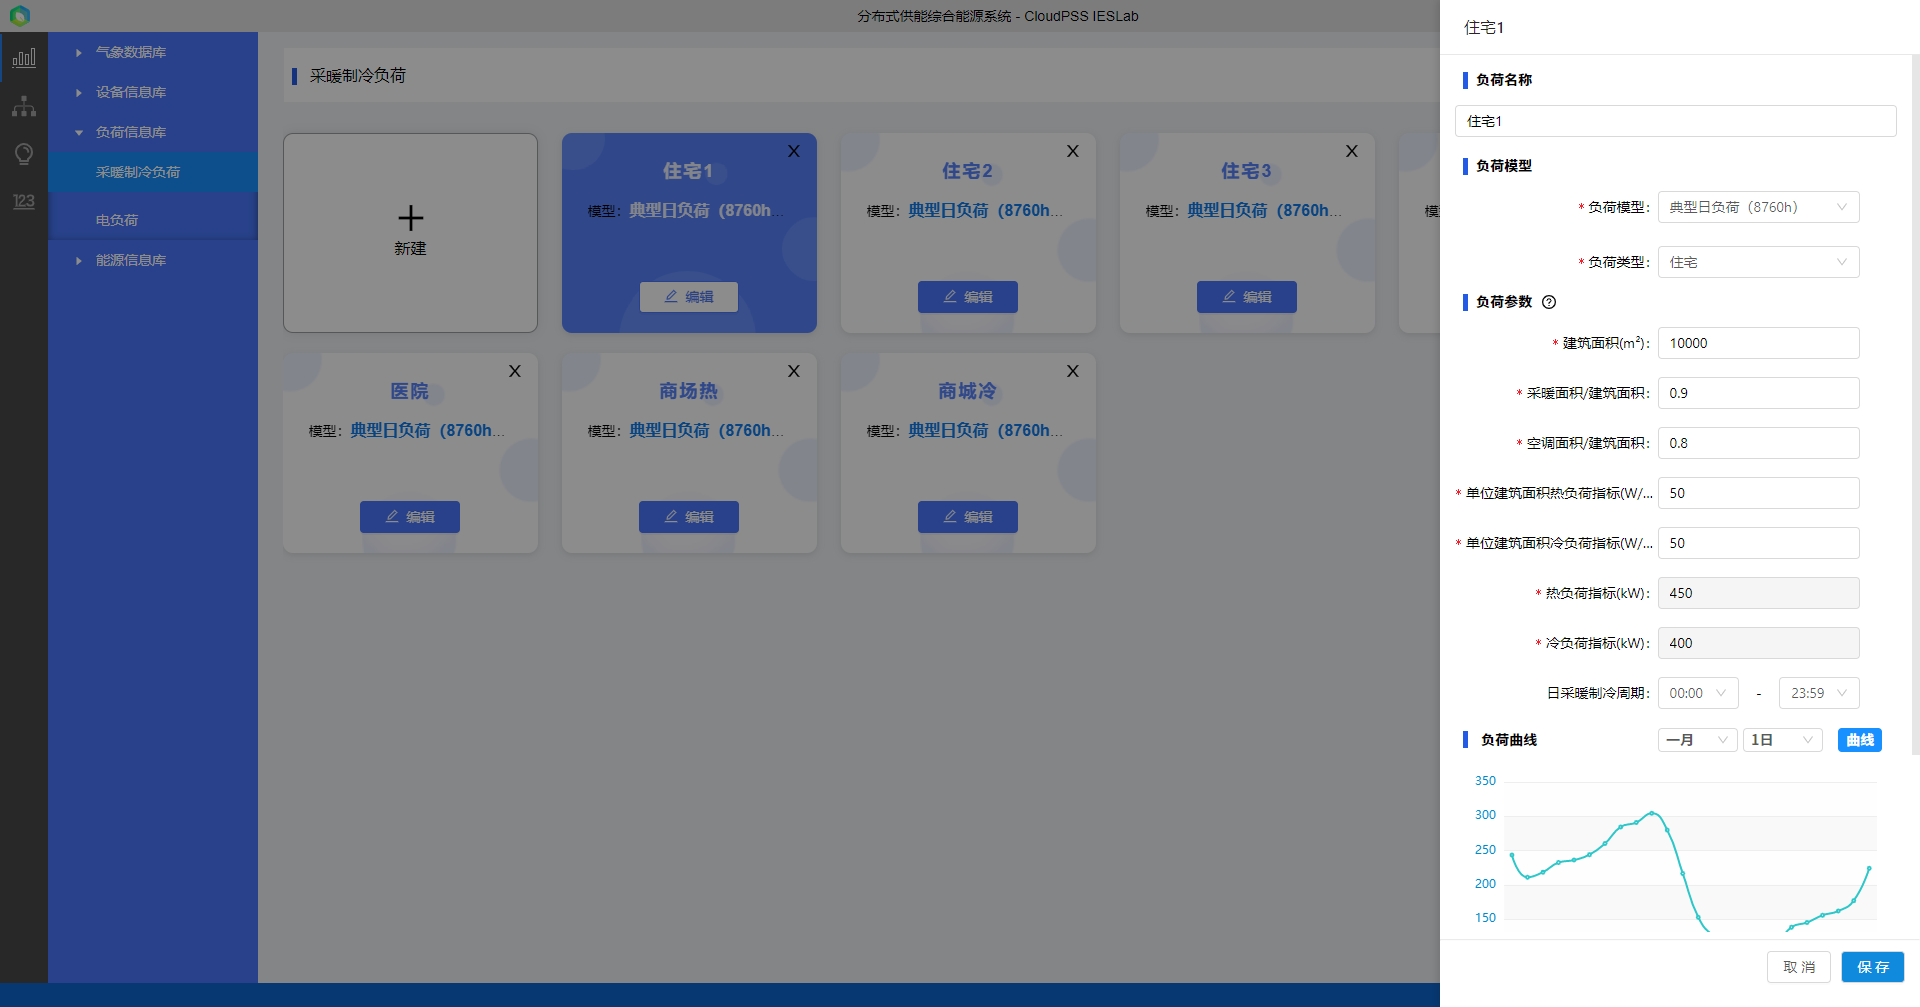 分布式供能综合能源系统 - CloudPSS IESLab
气象数据库
设备信息库
负荷信息库
采暖制冷负荷
电负荷
能源信息库
123
采暖制冷负荷
新建
住宅1
X
模型：典型日负荷（8760h...
编辑
住宅2
X
模型：典型日负荷（8760h...
编辑
住宅3
X
模型：典型日负荷（8760h...
编辑
模
医院
X
模型：典型日负荷（8760h...
编辑
商场热
X
模型：典型日负荷（8760h...
编辑
商城冷
X
模型：典型日负荷（8760h...
编辑
住宅1
负荷名称
住宅1
负荷模型
* 负荷模型： 典型日负荷（8760h）
* 负荷类型： 住宅
负荷参数
* 建筑面积(m²)： 10000
* 采暖面积/建筑面积： 0.9
* 空调面积/建筑面积： 0.8
* 单位建筑面积热负荷指标(W/... 50
* 单位建筑面积冷负荷指标(W/... 50
* 热负荷指标(kW)： 450
* 冷负荷指标(kW)： 400
日采暖制冷周期： 00:00 - 23:59
负荷曲线 一月 1日 曲线
350
300
250
200
150
取 消 保 存